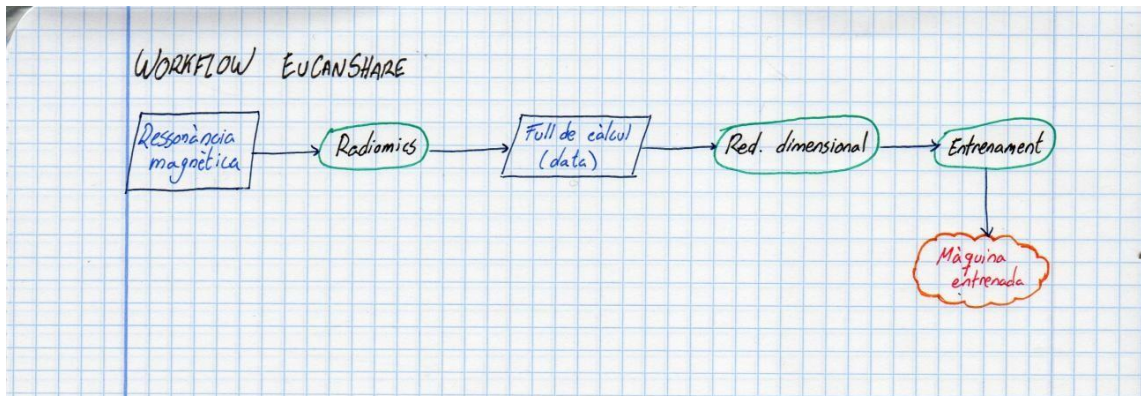 WORKFLOW EUCANSHARE
Ressonància
magnètica
Radiomics
Full de càlcul
(data)
Red. dimensional
Entrenament
Màquina
entrenada